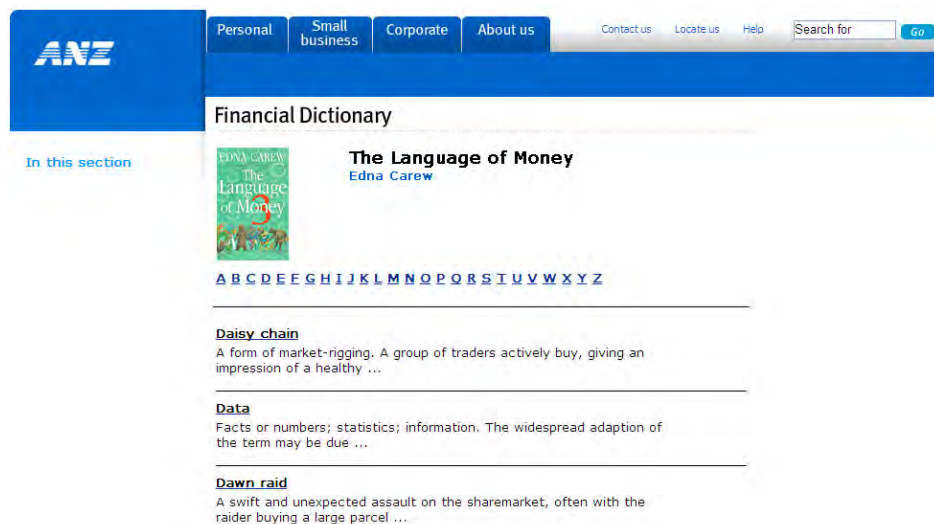 ANZ
Personal
Small
business
Corporate
About us
Contact us
Locate us
Help
Search for
Go
Financial Dictionary
In this section
EDNA CAREW
The
Language
of Money
3
The Language of Money
Edna Carew
A B C D E F G H I J K L M N O P Q R S T U V W X Y Z
Daisy chain
A form of market-rigging. A group of traders actively buy, giving an
impression of a healthy ...
Data
Facts or numbers; statistics; information. The widespread adaption of
the term may be due ...
Dawn raid
A swift and unexpected assault on the sharemarket, often with the
raider buying a large parcel ...